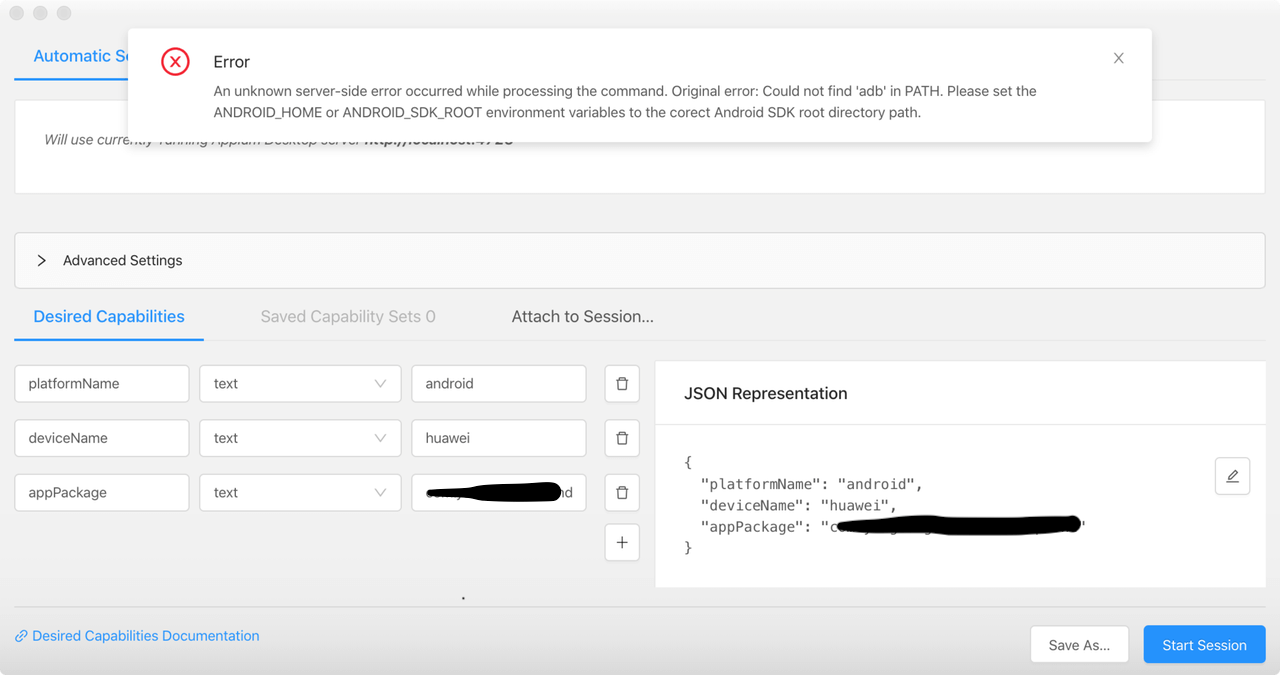 Automatic Se
Error
An unknown server-side error occurred while processing the command. Original error: Could not find 'adb' in PATH. Please set the
ANDROID_HOME or ANDROID_SDK_ROOT environment variables to the corect Android SDK root directory path.
Will use currently running Appium Desktop server
Advanced Settings
Desired Capabilities
Saved Capability Sets 0
Attach to Session...
platformName text android
deviceName text huawei
appPackage text
JSON Representation
{
"platformName": "android",
"deviceName": "huawei",
"appPackage": "c
}
Desired Capabilities Documentation
Save As...
Start Session